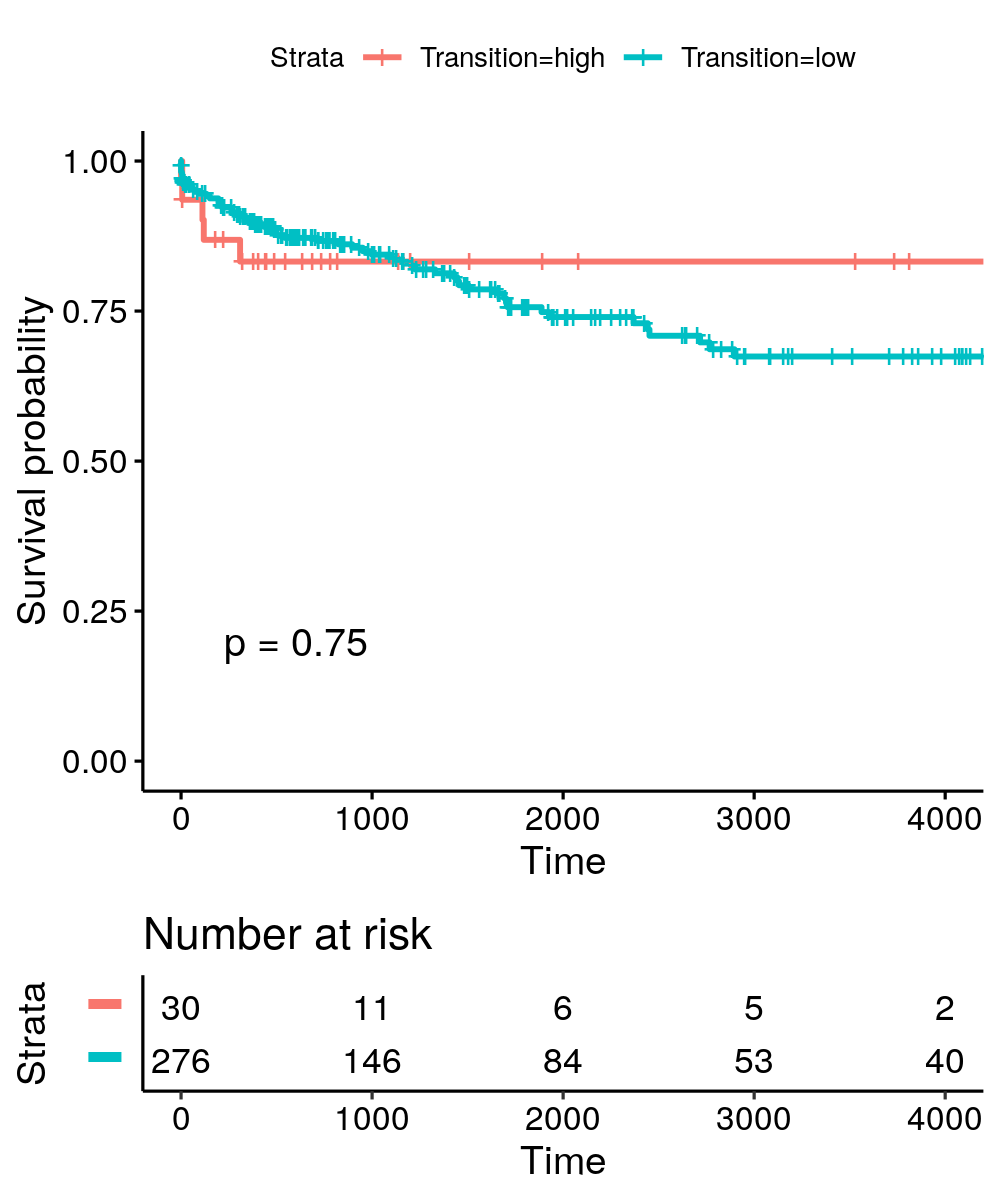 Strata Transition=high Transition=low
Survival probability
1.00
0.75
0.50
0.25
0.00
p = 0.75
0 1000 2000 3000 4000
Time
Number at risk
Strata
30 11 6 5 2
276 146 84 53 40
0 1000 2000 3000 4000
Time